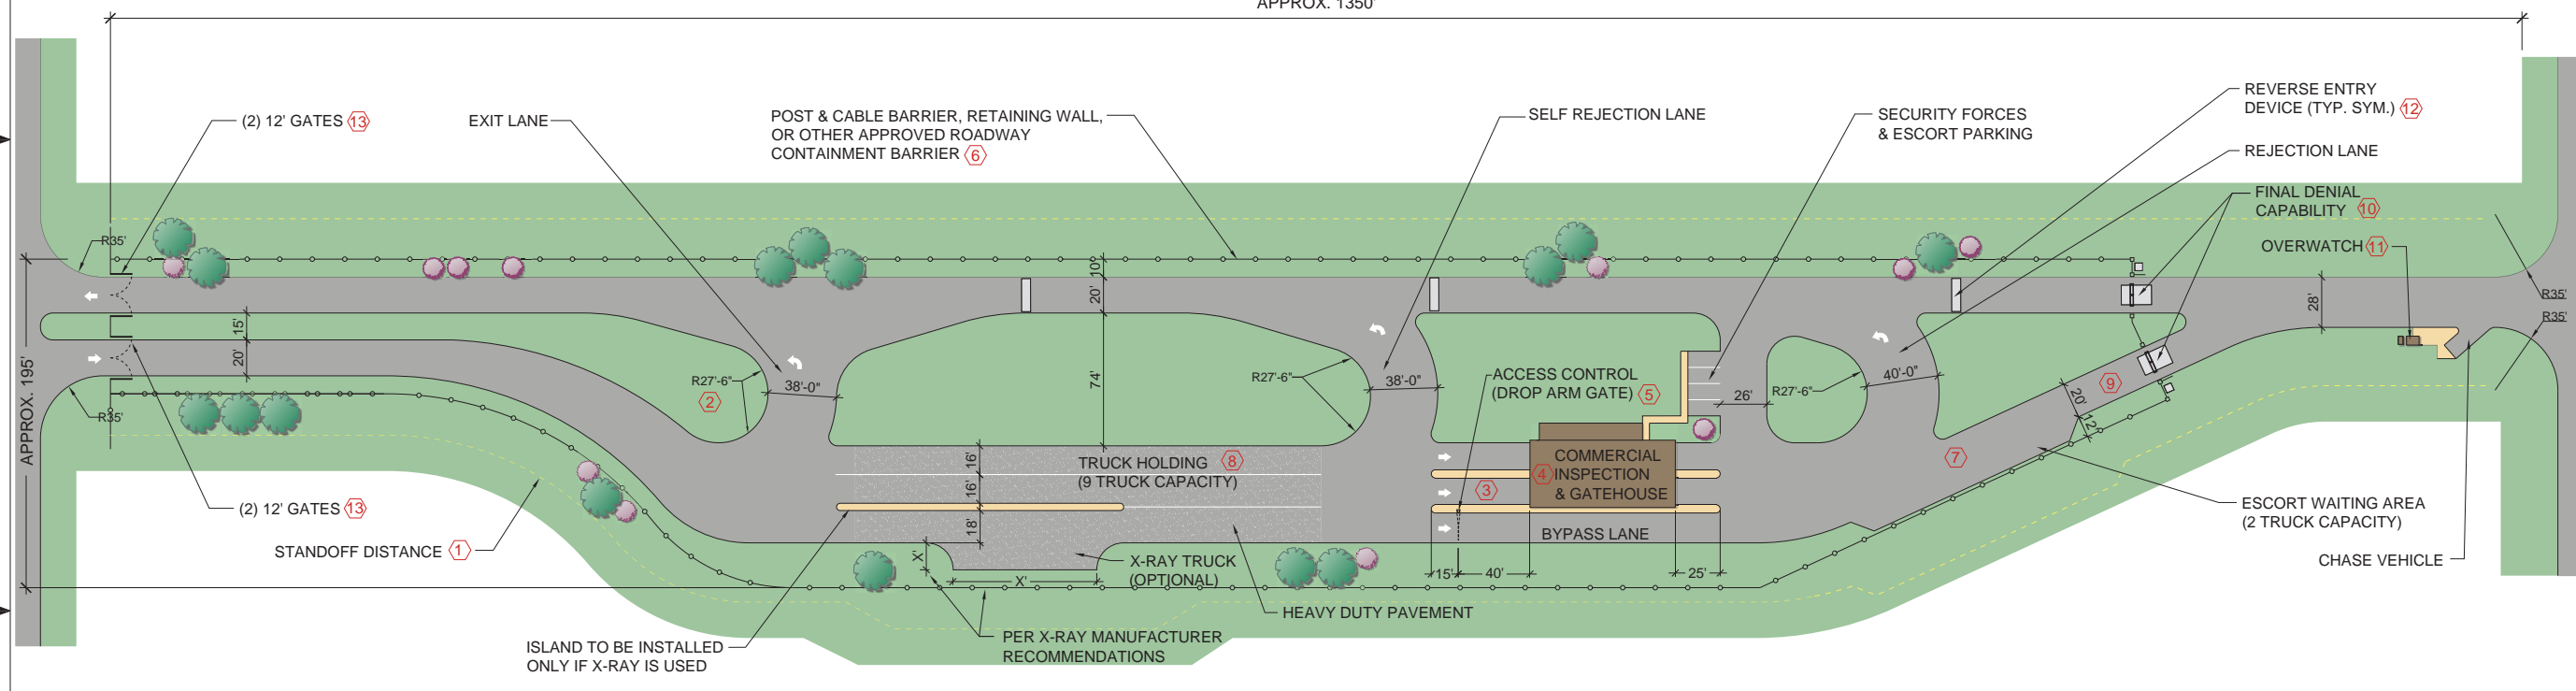 APPROX. 1350'
(2) 12' GATES 13
EXIT LANE
POST & CABLE BARRIER, RETAINING WALL,
OR OTHER APPROVED ROADWAY
CONTAINMENT BARRIER 6
SELF REJECTION LANE
SECURITY FORCES
& ESCORT PARKING
REVERSE ENTRY
DEVICE (TYP. SYM.) 12
REJECTION LANE
FINAL DENIAL
CAPABILITY 10
OVERWATCH 11
R35'
10'
20'
28'
R35'
R35'
15'
20'
APPROX. 195'
R27'-6"
2
38'-0"
74'
R27'-6"
38'-0"
ACCESS CONTROL
(DROP ARM GATE) 5
26'
R27'-6"
40'-0"
9
20'
12'
R35'
16'
16'
18'
TRUCK HOLDING 8
(9 TRUCK CAPACITY)
3
4
COMMERCIAL
INSPECTION
& GATEHOUSE
7
BYPASS LANE
(2) 12' GATES 13
STANDOFF DISTANCE 1
X'
X'
X-RAY TRUCK
(OPTIONAL)
15'
40'
25'
ESCORT WAITING AREA
(2 TRUCK CAPACITY)
CHASE VEHICLE
HEAVY DUTY PAVEMENT
ISLAND TO BE INSTALLED
ONLY IF X-RAY IS USED
PER X-RAY MANUFACTURER
RECOMMENDATIONS